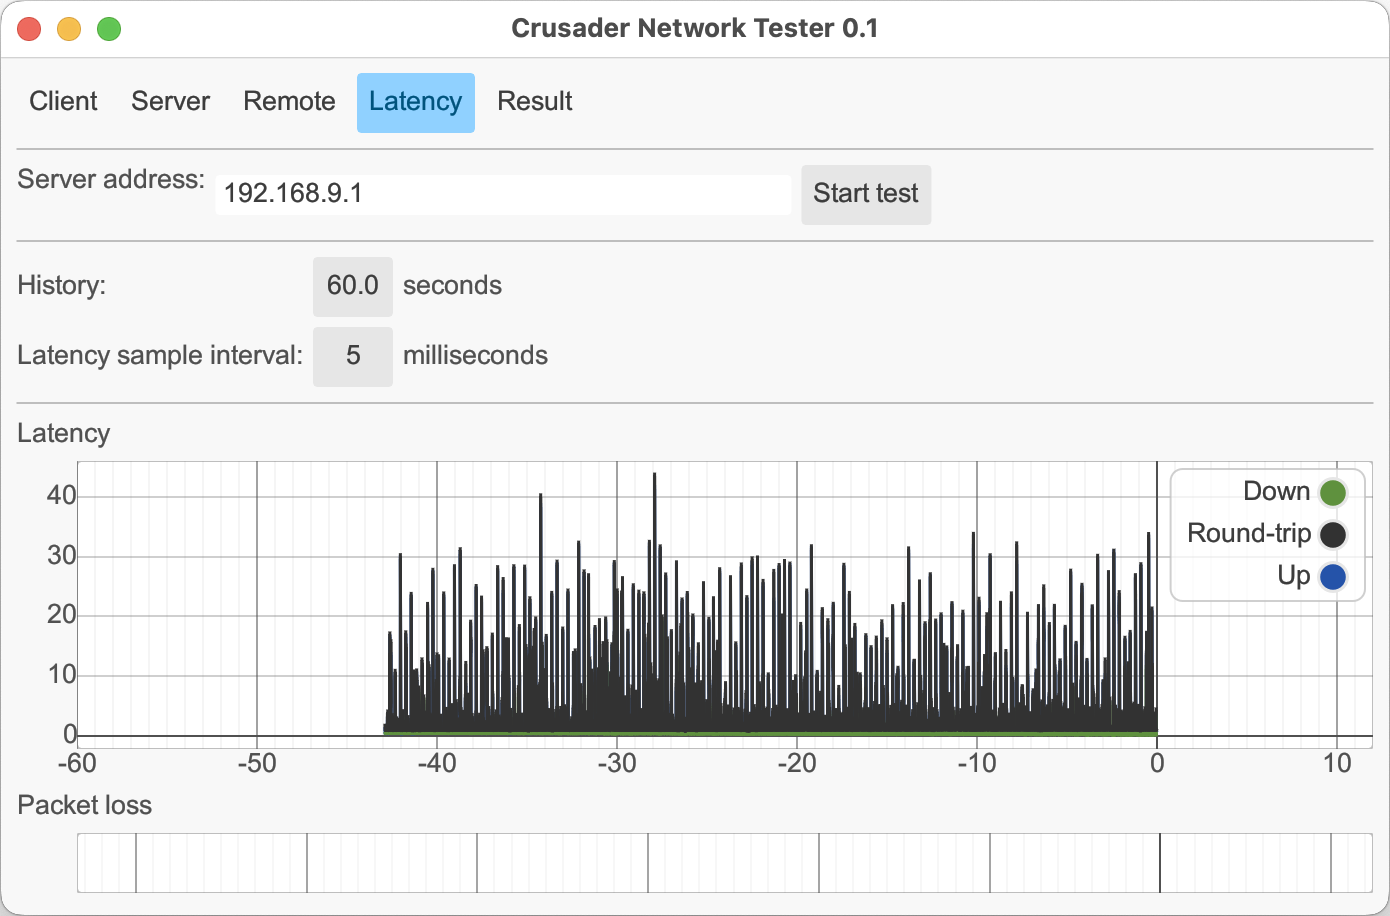 Crusader Network Tester 0.1
Client Server Remote Latency Result
Server address: 192.168.9.1 Start test
History: 60.0 seconds
Latency sample interval: 5 milliseconds
Latency
40
30
20
10
0
Down
Round-trip
Up
-60 -50 -40 -30 -20 -10 0 10
Packet loss